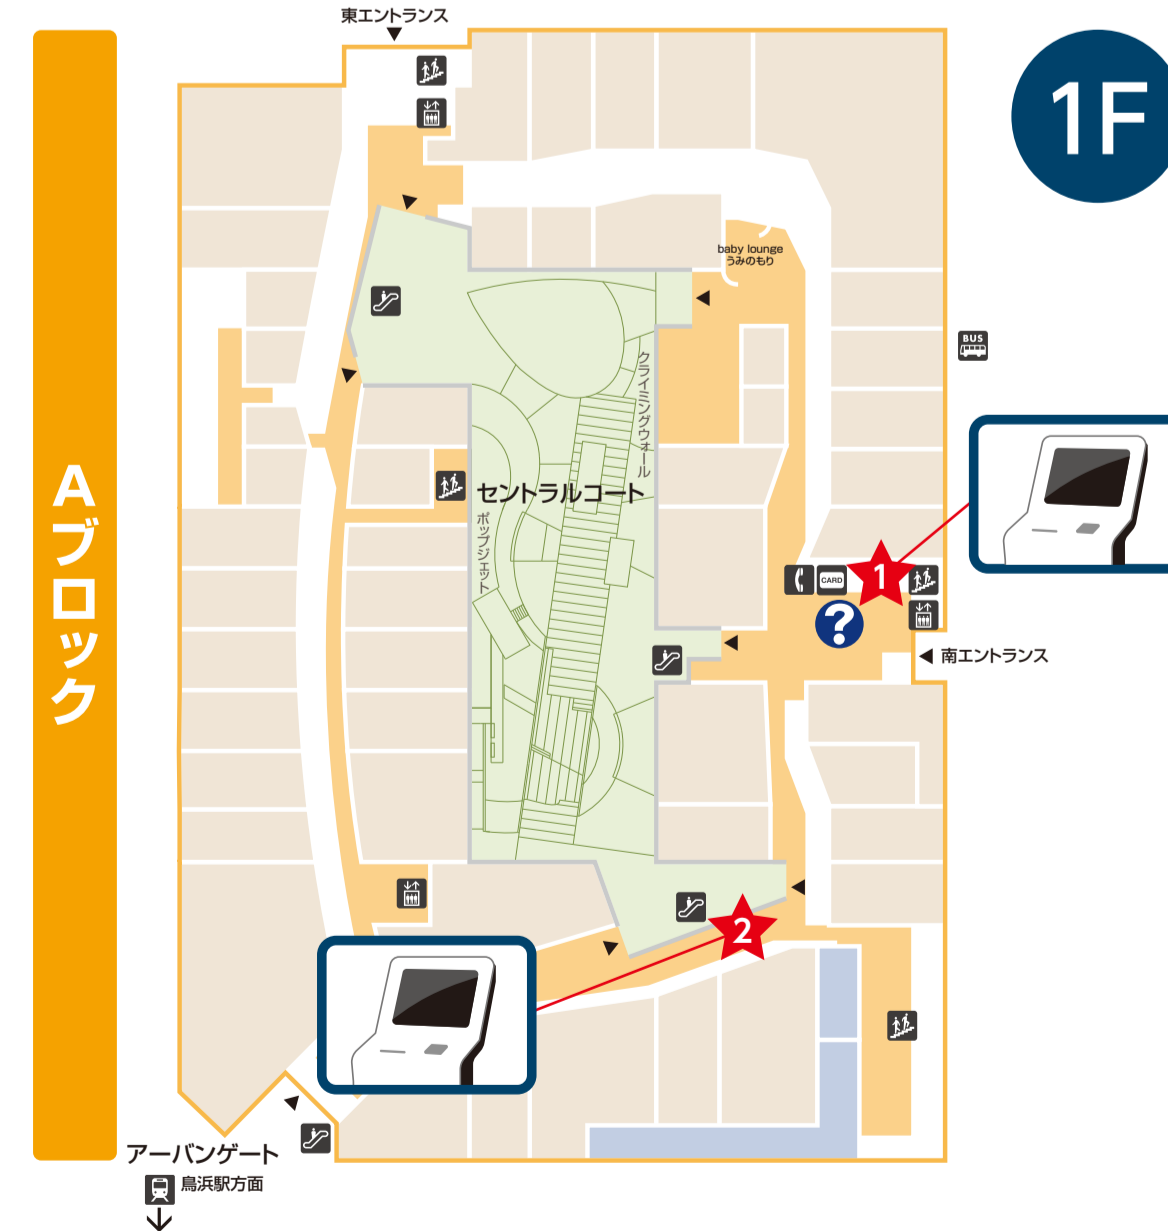 東エントランス
1F
Aブロック
baby lounge
うみのもり
BUS
クライミングウォール
セントラルコート
ポップジェット
CARD
1
?
南エントランス
2
アーバンゲート
鳥浜駅方面